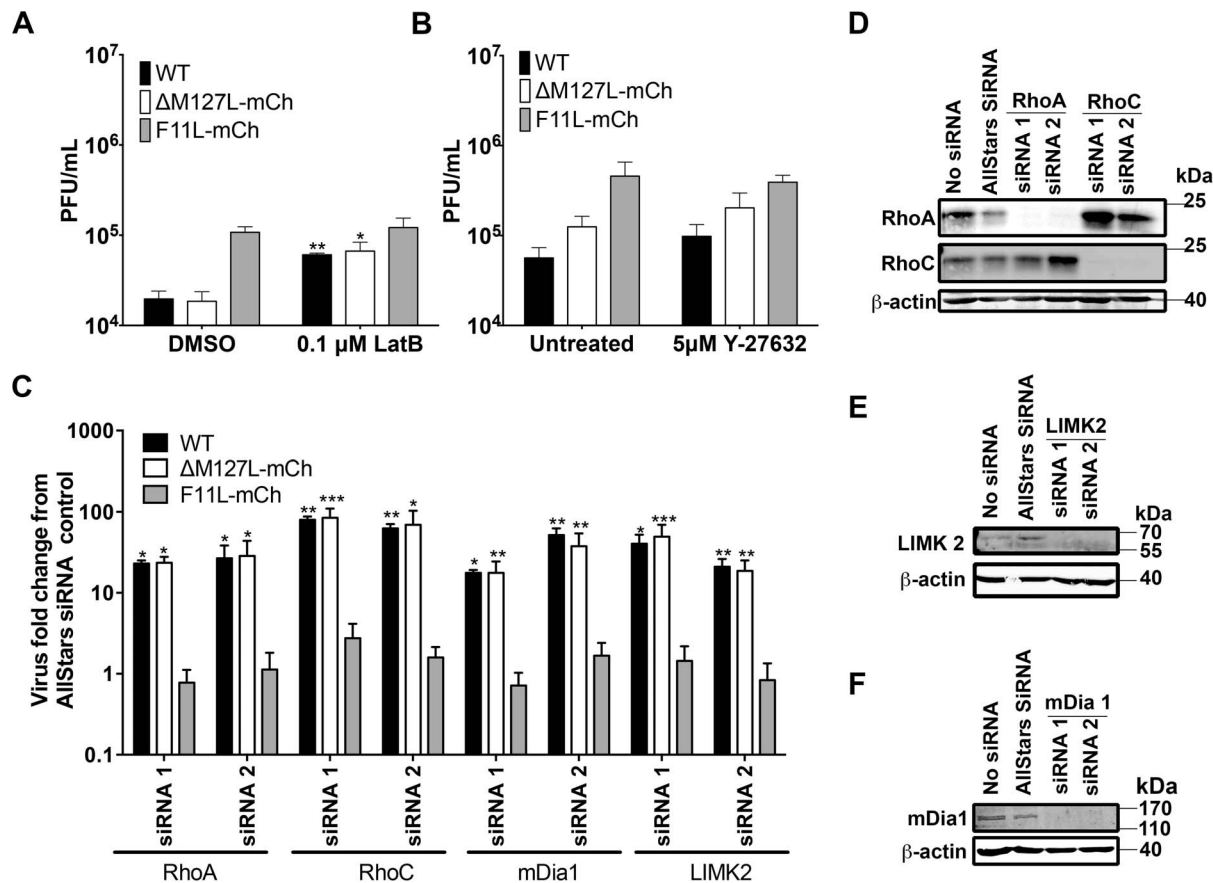 A
10⁷
10⁶
10⁵
10⁴
PFU/mL
WT
ΔM127L-mCh
F11L-mCh
**
*
DMSO
0.1 µM LatB
B
10⁷
10⁶
10⁵
10⁴
PFU/mL
WT
ΔM127L-mCh
F11L-mCh
Untreated
5µM Y-27632
C
Virus fold change from
AllStars siRNA control
1000
100
10
1
0.1
WT
ΔM127L-mCh
F11L-mCh
* *
* *
** ***
** *
* **
** **
* ***
** **
siRNA 1
siRNA 2
siRNA 1
siRNA 2
siRNA 1
siRNA 2
siRNA 1
siRNA 2
RhoA
RhoC
mDia1
LIMK2
D
No siRNA
AllStars SiRNA
RhoA
siRNA 1
siRNA 2
RhoC
siRNA 1
siRNA 2
kDa
RhoA
25
RhoC
25
β-actin
40
E
No siRNA
AllStars SiRNA
LIMK2
siRNA 1
siRNA 2
kDa
LIMK 2
70
55
β-actin
40
F
No siRNA
AllStars SiRNA
mDia 1
siRNA 1
siRNA 2
kDa
mDia1
170
110
β-actin
40